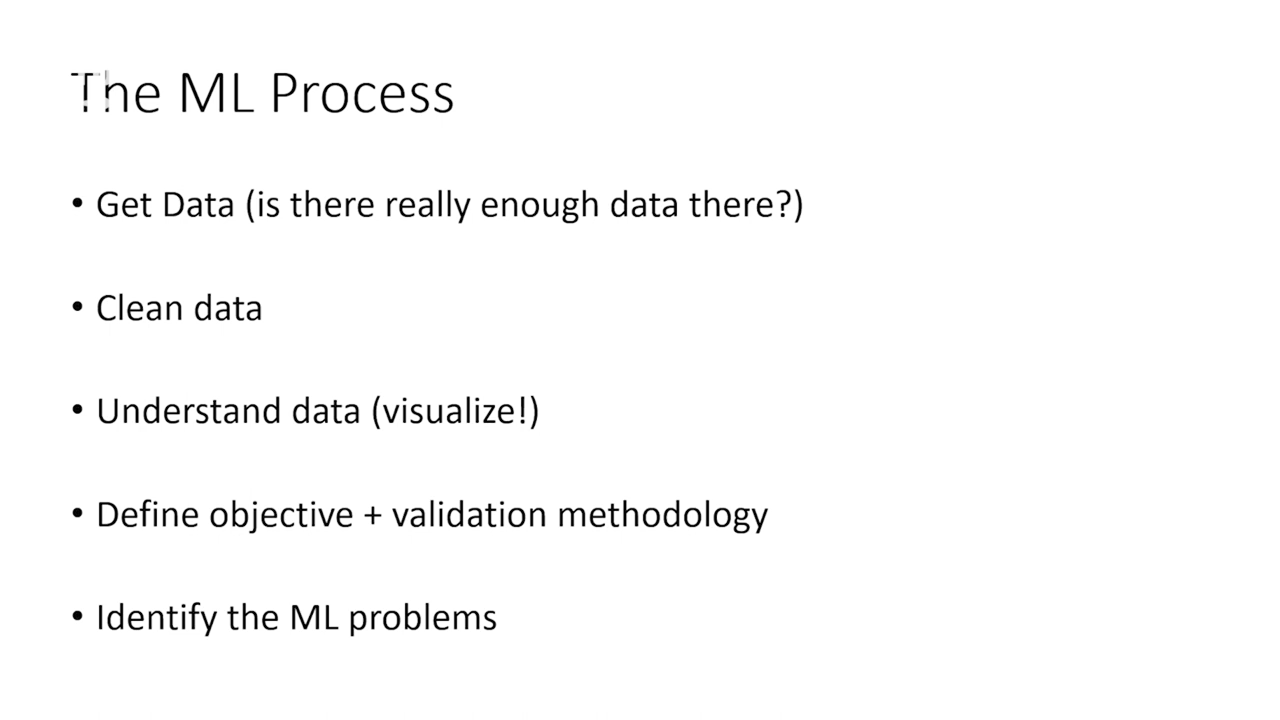 The ML Process
• Get Data (is there really enough data there?)
• Clean data
• Understand data (visualize!)
• Define objective + validation methodology
• Identify the ML problems